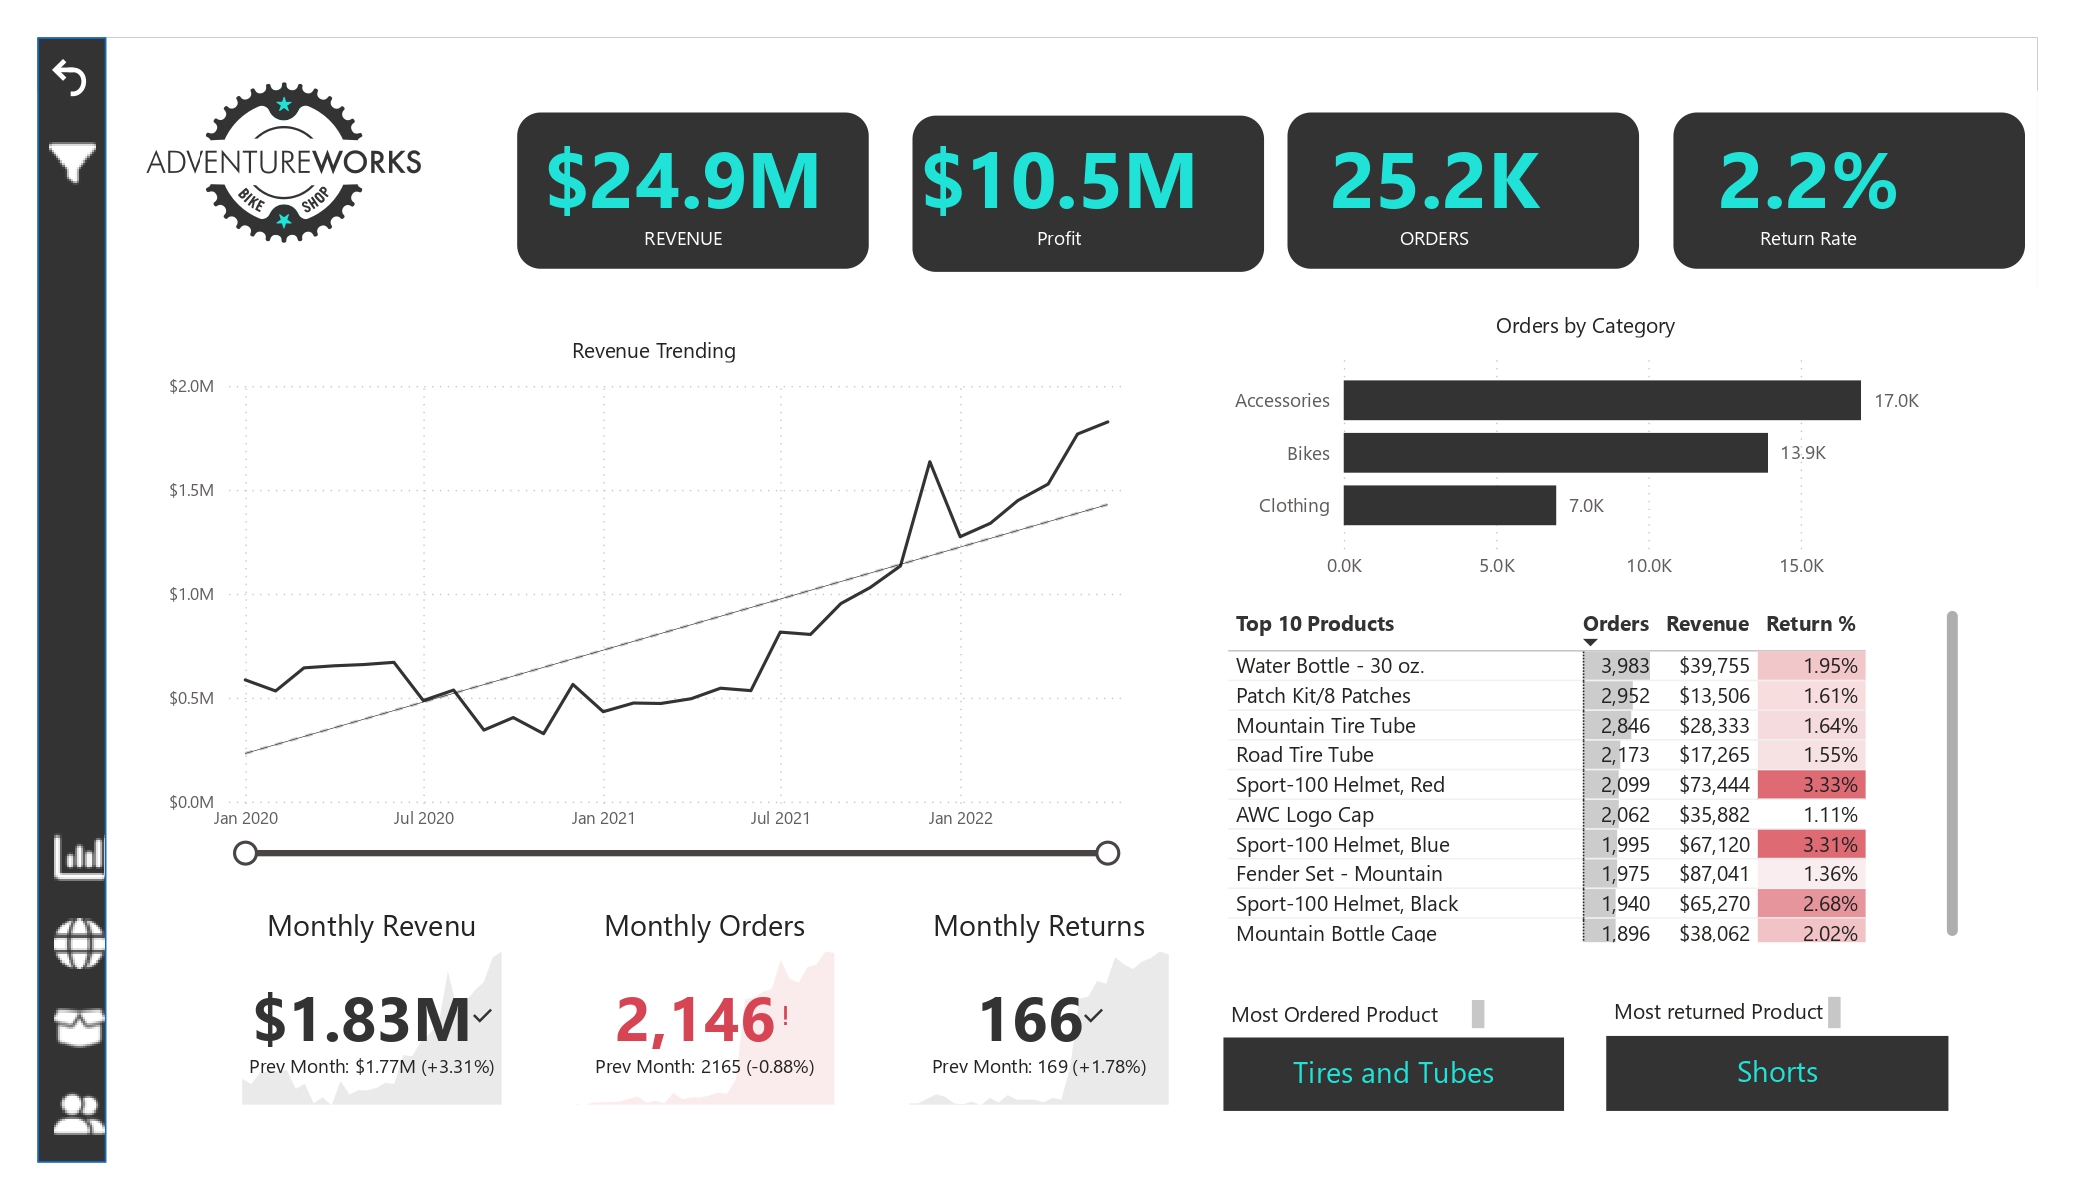 ADVENTUREWORKS
BIKE SHOP
$24.9M
REVENUE
$10.5M
Profit
25.2K
ORDERS
2.2%
Return Rate
Revenue Trending
$2.0M
$1.5M
$1.0M
$0.5M
$0.0M
Jan 2020 Jul 2020 Jan 2021 Jul 2021 Jan 2022
Orders by Category
Accessories 17.0K
Bikes 13.9K
Clothing 7.0K
0.0K 5.0K 10.0K 15.0K
Top 10 Products Orders Revenue Return %
Water Bottle - 30 oz. 3,983 $39,755 1.95%
Patch Kit/8 Patches 2,952 $13,506 1.61%
Mountain Tire Tube 2,846 $28,333 1.64%
Road Tire Tube 2,173 $17,265 1.55%
Sport-100 Helmet, Red 2,099 $73,444 3.33%
AWC Logo Cap 2,062 $35,882 1.11%
Sport-100 Helmet, Blue 1,995 $67,120 3.31%
Fender Set - Mountain 1,975 $87,041 1.36%
Sport-100 Helmet, Black 1,940 $65,270 2.68%
Mountain Bottle Cage 1,896 $38,062 2.02%
Monthly Revenu
$1.83M
Prev Month: $1.77M (+3.31%)
Monthly Orders
2,146!
Prev Month: 2165 (-0.88%)
Monthly Returns
166
Prev Month: 169 (+1.78%)
Most Ordered Product
Tires and Tubes
Most returned Product
Shorts